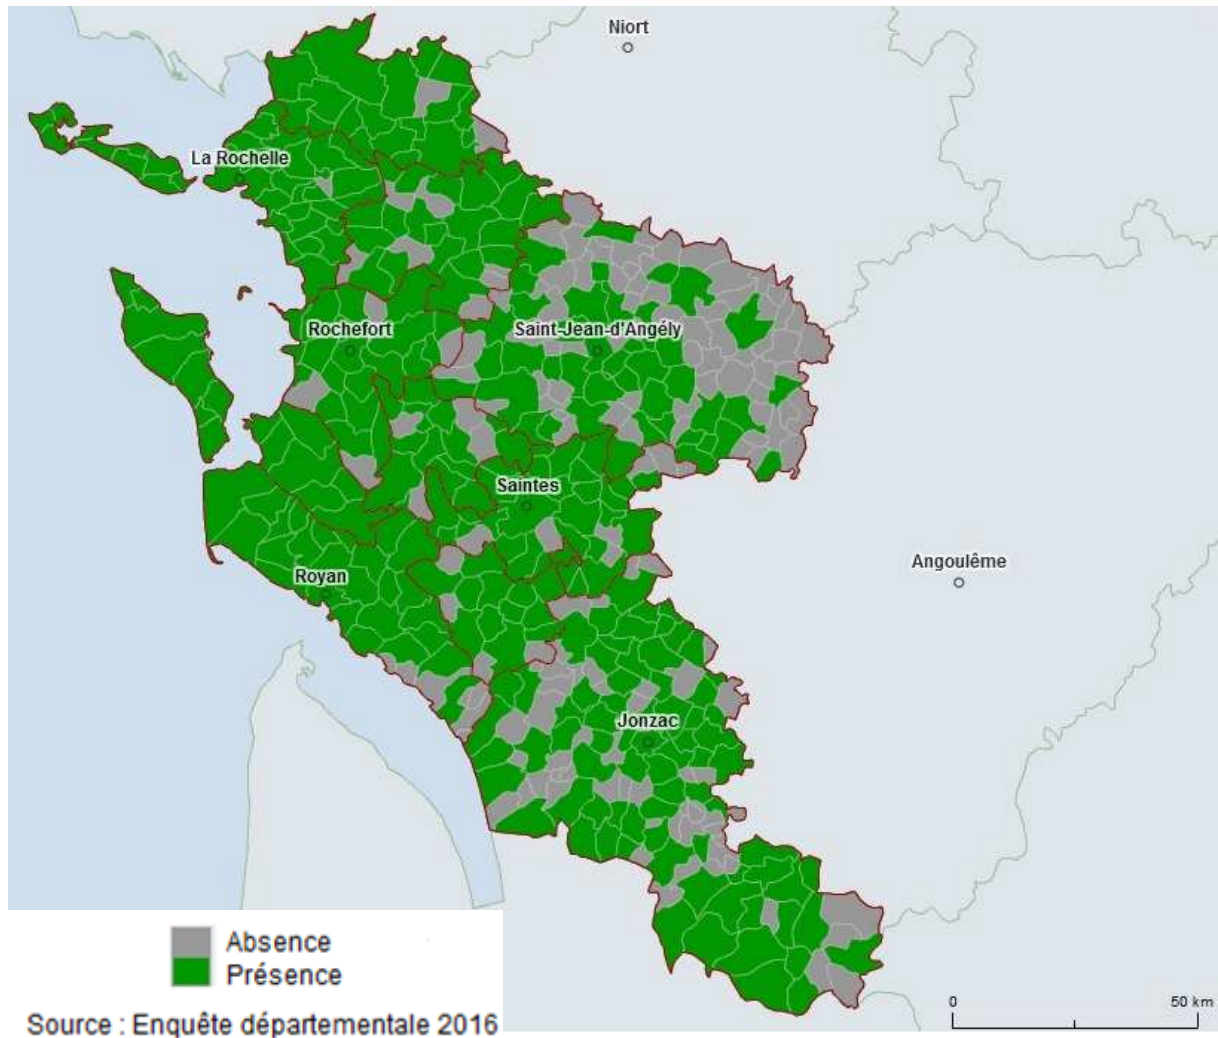 Niort
La Rochelle
Rochefort
Saint-Jean-d'Angély
Saintes
Angoulême
Royan
Jonzac
Absence
Présence
0 50 km
Source : Enquête départementale 2016